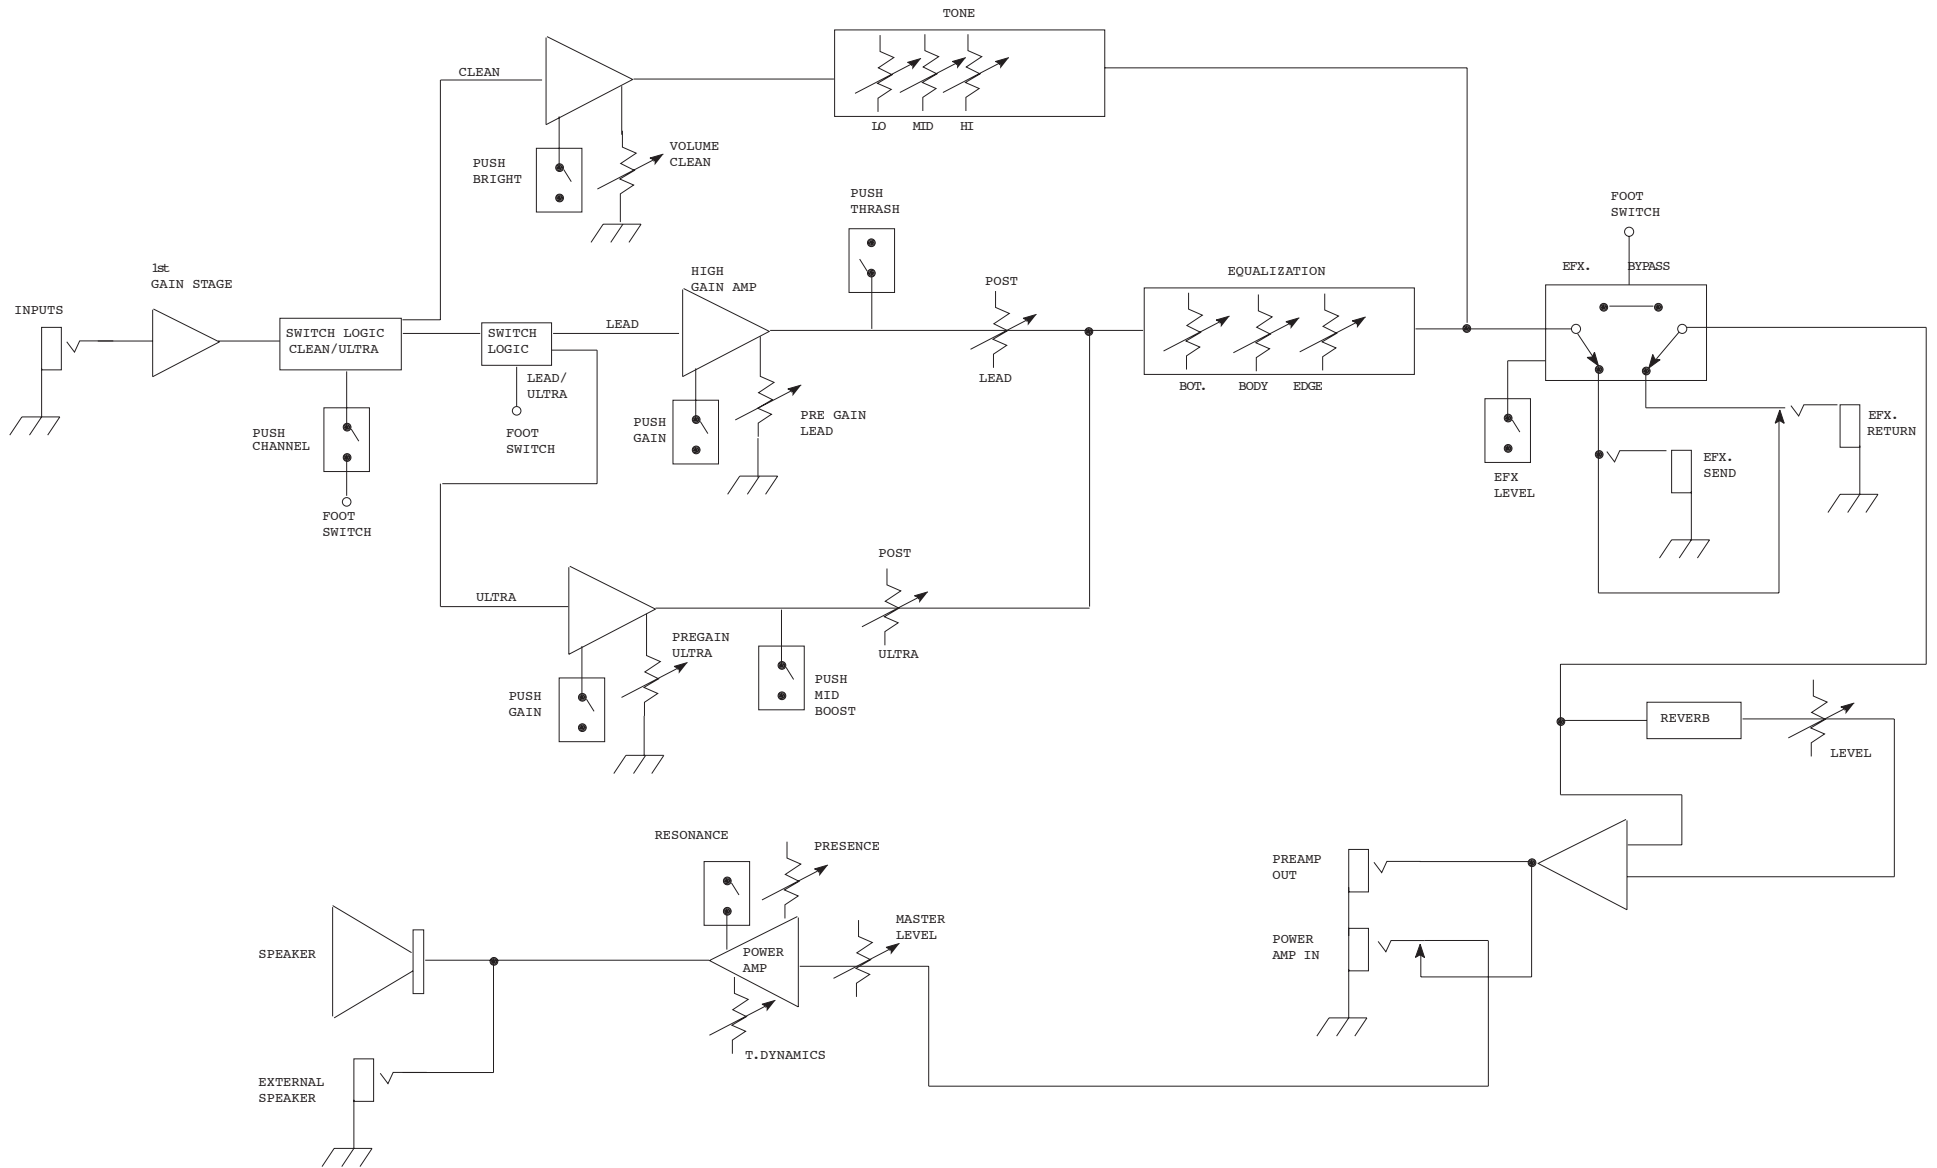 TONE
CLEAN
LO MID HI
PUSH
BRIGHT
VOLUME
CLEAN
PUSH
THRASH
FOOT
SWITCH
EFX. BYPASS
1st
GAIN STAGE
INPUTS
SWITCH LOGIC
CLEAN/ULTRA
SWITCH
LOGIC
LEAD
HIGH
GAIN AMP
POST
LEAD
EQUALIZATION
BOT. BODY EDGE
LEAD/
ULTRA
FOOT
SWITCH
PUSH
CHANNEL
FOOT
SWITCH
PUSH
GAIN
PRE GAIN
LEAD
EFX
LEVEL
EFX.
SEND
EFX.
RETURN
ULTRA
POST
ULTRA
PREGAIN
ULTRA
PUSH
GAIN
PUSH
MID
BOOST
REVERB
LEVEL
RESONANCE
PRESENCE
PREAMP
OUT
SPEAKER
POWER
AMP
MASTER
LEVEL
POWER
AMP IN
T.DYNAMICS
EXTERNAL
SPEAKER